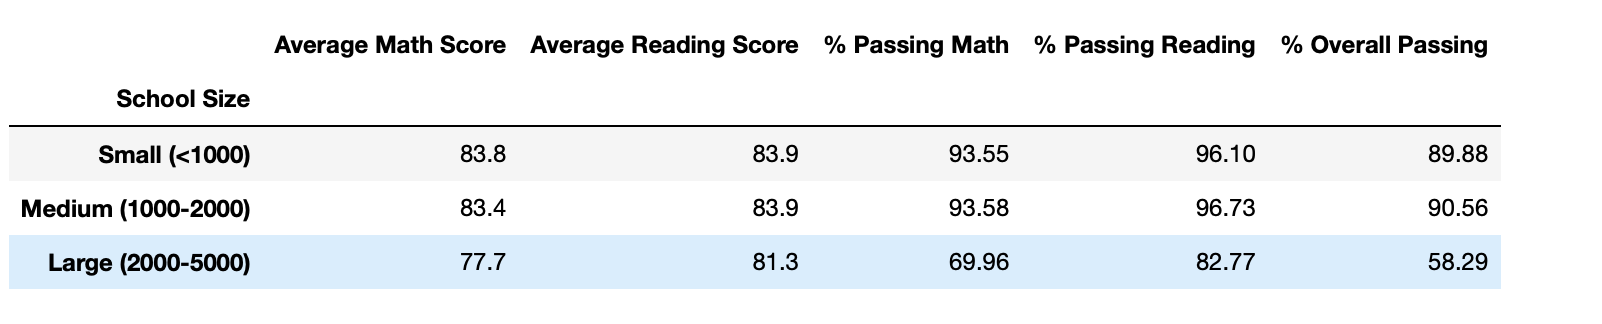 Average Math Score Average Reading Score % Passing Math % Passing Reading % Overall Passing
School Size
Small (<1000) 83.8 83.9 93.55 96.10 89.88
Medium (1000-2000) 83.4 83.9 93.58 96.73 90.56
Large (2000-5000) 77.7 81.3 69.96 82.77 58.29